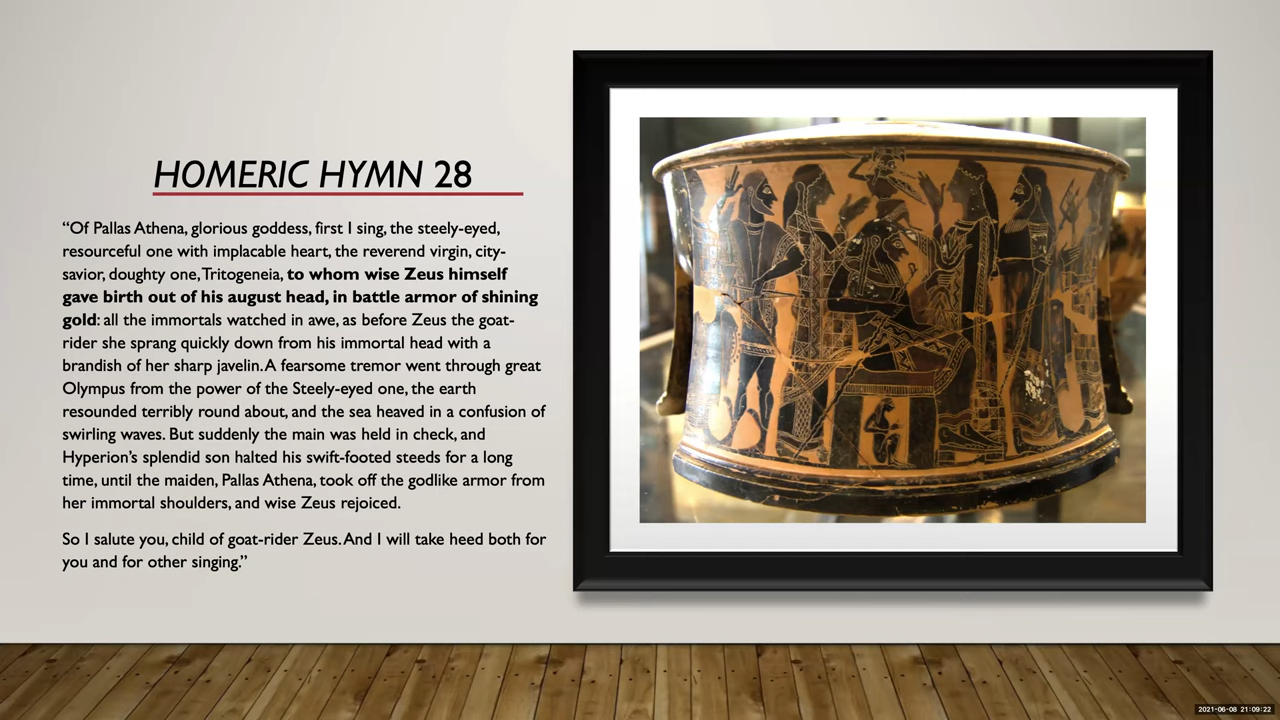 HOMERIC HYMN 28
“Of Pallas Athena, glorious goddess, first I sing, the steely-eyed,
resourceful one with implacable heart, the reverend virgin, city-
savior, doughty one, Tritogeneia, to whom wise Zeus himself
gave birth out of his august head, in battle armor of shining
gold: all the immortals watched in awe, as before Zeus the goat-
rider she sprang quickly down from his immortal head with a
brandish of her sharp javelin. A fearsome tremor went through great
Olympus from the power of the Steely-eyed one, the earth
resounded terribly round about, and the sea heaved in a confusion of
swirling waves. But suddenly the main was held in check, and
Hyperion’s splendid son halted his swift-footed steeds for a long
time, until the maiden, Pallas Athena, took off the godlike armor from
her immortal shoulders, and wise Zeus rejoiced.
So I salute you, child of goat-rider Zeus. And I will take heed both for
you and for other singing.”
2021-06-08 21:09:22